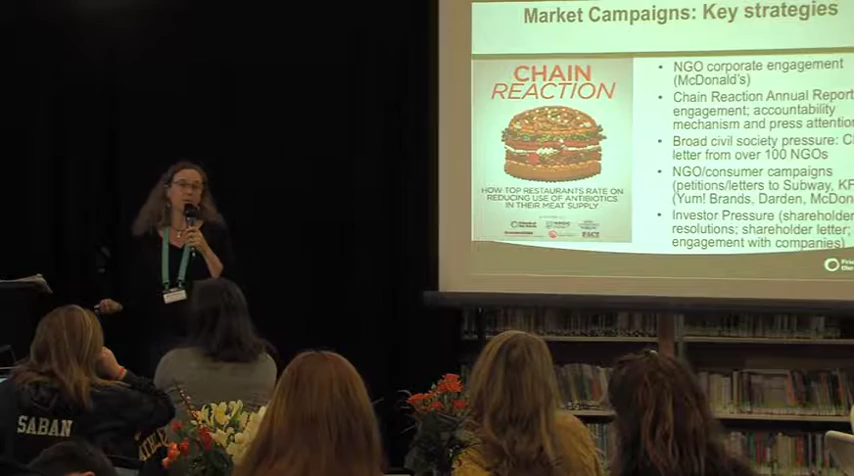 Market Campaigns: Key Strategies
CHAIN
REACTION
HOW TOP RESTAURANTS RATE ON
REDUCING USE OF ANTIBIOTICS
IN THEIR MEAT SUPPLY
• NGO corporate engagement
(McDonald's)
• Chain Reaction Annual Report
engagement; accountability
mechanism and press attention
• Broad civil society pressure:
letter from over 100 NGOs
• NGO/consumer campaigns
(petitions/letters to Subway, KF
(Yum! Brands, Darden, McDon
• Investor Pressure (shareholder
resolutions; shareholder letter;
engagement with companies)
SABAN